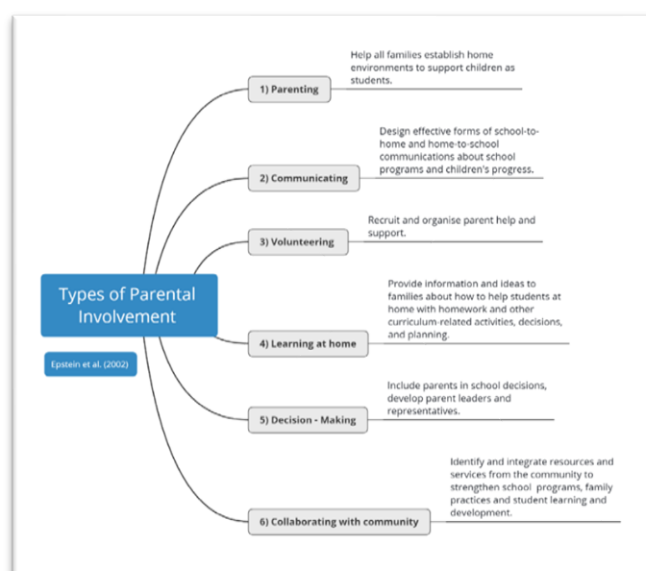 Help all families establish home
environments to support children as
students.
1) Parenting
Design effective forms of school-to-
home and home-to-school
communications about school
programs and children's progress.
2) Communicating
Recruit and organise parent help and
support.
3) Volunteering
Types of Parental
Involvement
Epstein et al. (2002)
Provide information and ideas to
families about how to help students at
home with homework and other
curriculum-related activities, decisions,
and planning.
4) Learning at home
Include parents in school decisions,
develop parent leaders and
representatives.
5) Decision - Making
Identify and integrate resources and
services from the community to
strengthen school programs, family
practices and student learning and
development.
6) Collaborating with community